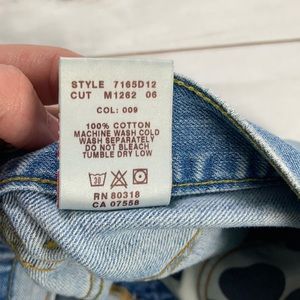 STYLE 7165D12
CUT M1262 06
COL: 009
100% COTTON
MACHINE WASH COLD
WASH SEPARATELY
DO NOT BLEACH
TUMBLE DRY LOW
RN 80318
CA 07558